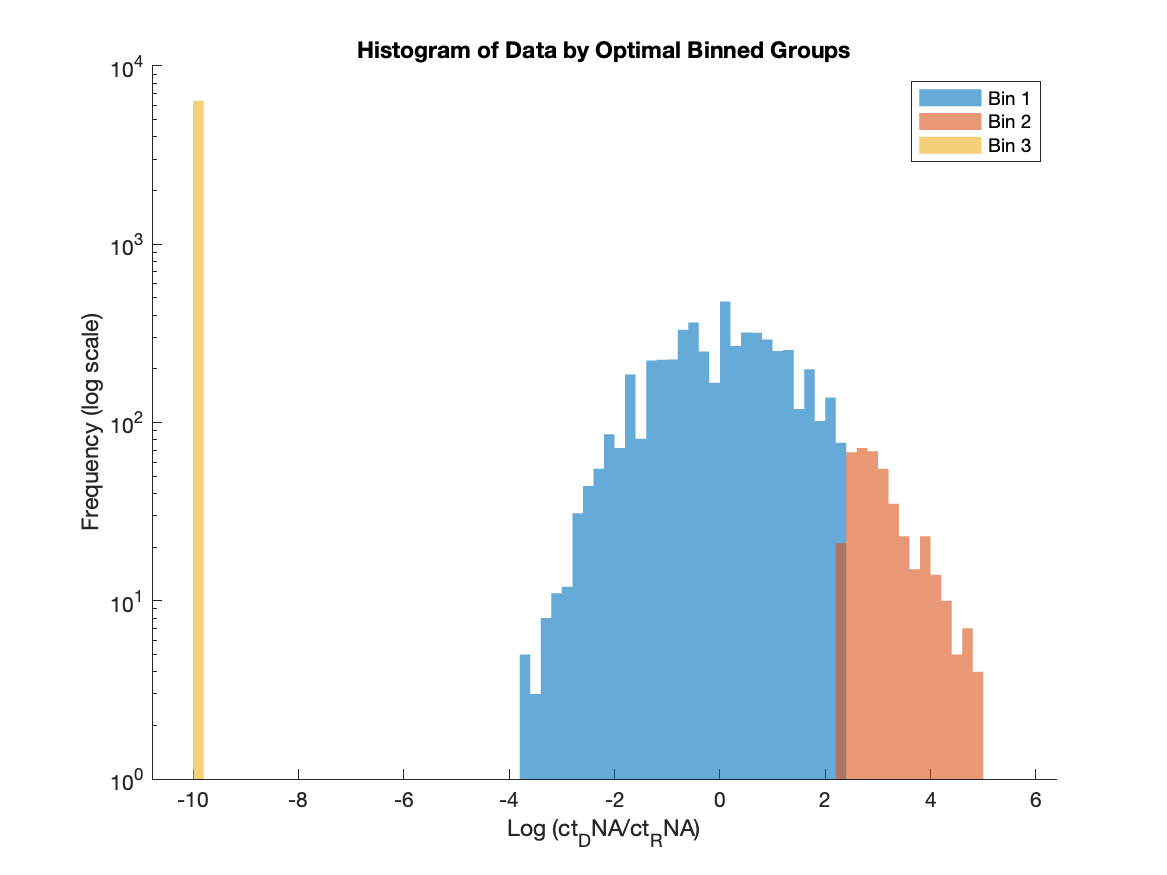 Histogram of Data by Optimal Binned Groups
Bin 1
Bin 2
Bin 3
Frequency (log scale)
10^4
10^3
10^2
10^1
10^0
-10 -8 -6 -4 -2 0 2 4 6
Log (ct_DNA/ct_RNA)